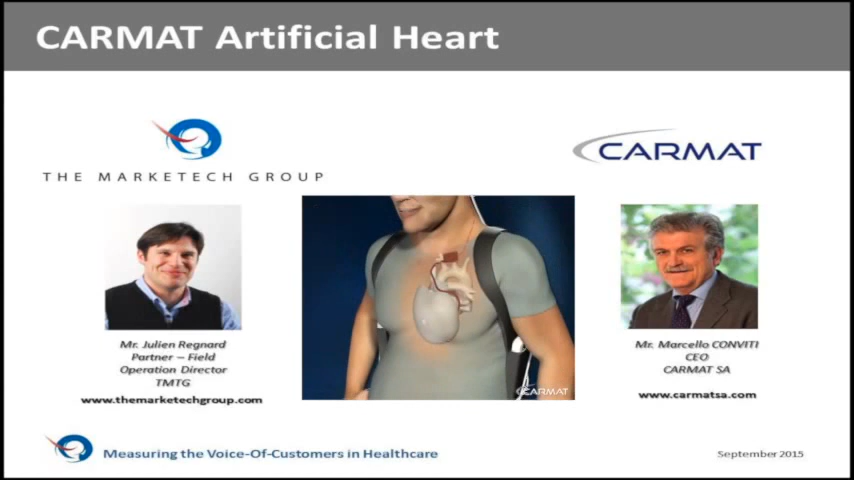 CARMAT Artificial Heart
THE MARKETECH GROUP
CARMAT
CARMAT
Mr. Julien Regnard
Partner – Field
Operation Director
TMTG
www.themarketechgroup.com
Mr. Marcello CONVITI
CEO
CARMAT SA
www.carmatsa.com
Measuring the Voice-Of-Customers in Healthcare
September 2015